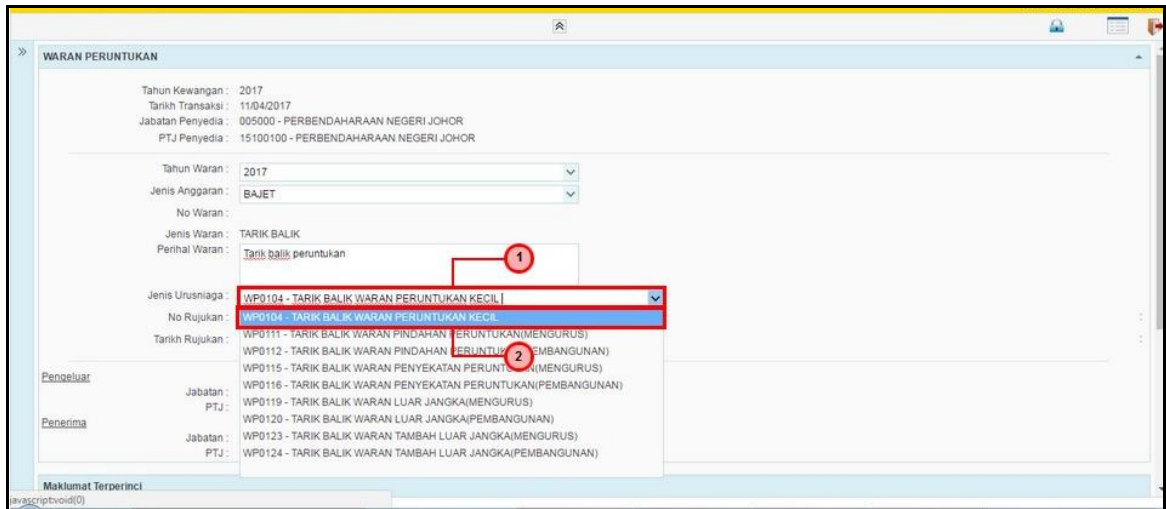 WARAN PERUNTUKAN
Tahun Kewangan : 2017
Tarikh Transaksi : 11/04/2017
Jabatan Penyedia : 005000 - PERBENDAHARAAN NEGERI JOHOR
PTJ Penyedia : 15100100 - PERBENDAHARAAN NEGERI JOHOR
Tahun Waran : 2017
Jenis Anggaran : BAJET
No Waran :
Jenis Waran : TARIK BALIK
Perihal Waran : Tarik balik peruntukan
1
Jenis Urusniaga : WP0104 - TARIK BALIK WARAN PERUNTUKAN KECIL
No Rujukan : WP0104 - TARIK BALIK WARAN PERUNTUKAN KECIL :
Tarikh Rujukan : WP0111 - TARIK BALIK WARAN PINDAHAN PERUNTUKAN(MENGURUS) :
WP0112 - TARIK BALIK WARAN PINDAHAN EMBANGUNAN)
2
WP0115 - TARIK BALIK WARAN PENYEKATAN (MENGURUS)
Pengeluar
WP0116 - TARIK BALIK WARAN PENYEKATAN PERUNTUKAN(PEMBANGUNAN)
Jabatan :
PTJ : WP0119 - TARIK BALIK WARAN LUAR JANGKA(MENGURUS)
Penerima
WP0120 - TARIK BALIK WARAN LUAR JANGKA(PEMBANGUNAN)
Jabatan : WP0123 - TARIK BALIK WARAN TAMBAH LUAR JANGKA(MENGURUS)
PTJ : WP0124 - TARIK BALIK WARAN TAMBAH LUAR JANGKA(PEMBANGUNAN)
Maklumat Terperinci
javascript:void(0)